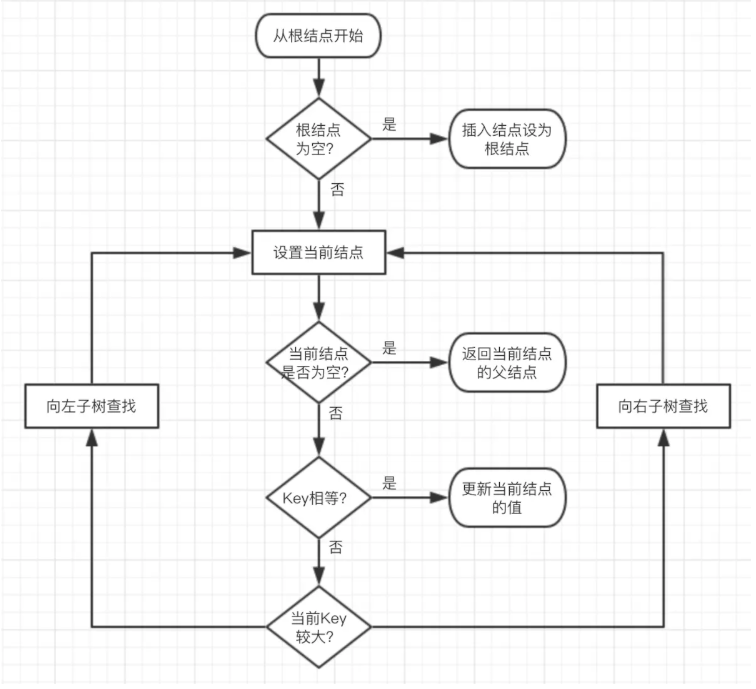 从根结点开始
根结点
为空?
是
插入结点设为
根结点
否
设置当前结点
当前结点
是否为空?
是
返回当前结点
的父结点
向左子树查找
向右子树查找
否
Key相等?
是
更新当前结点
的值
否
当前Key
较大?